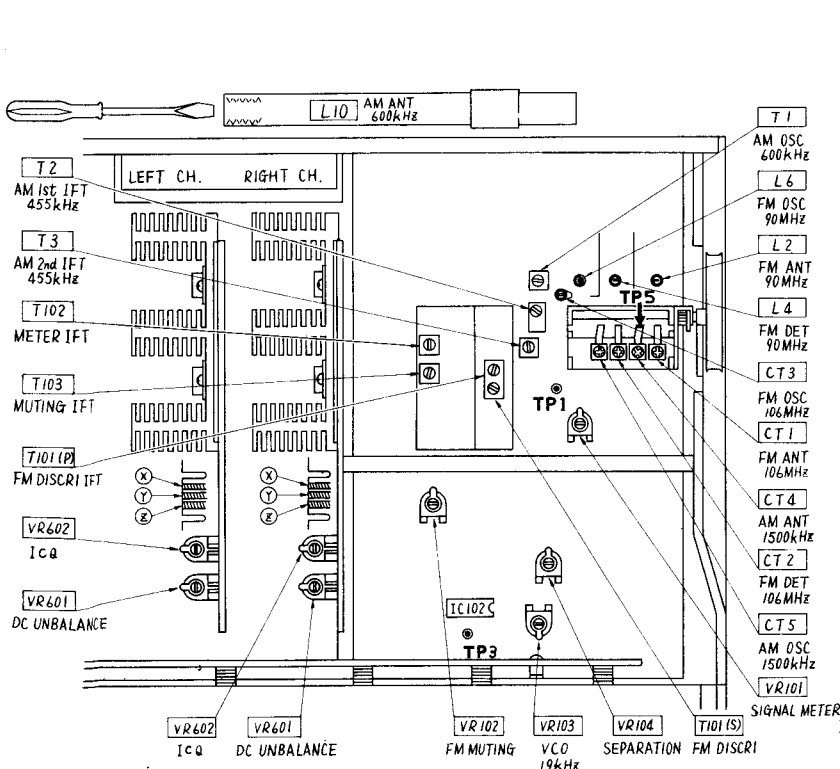 L10 AM ANT
600kHz
T1
AM OSC
600kHz
T2
AM 1st IFT
455kHz
LEFT CH.
RIGHT CH.
L6
FM OSC
90MHz
T3
AM 2nd IFT
455kHz
L2
FM ANT
90MHz
TP5
T102
METER IFT
L4
FM DET
90MHz
T103
MUTING IFT
CT3
FM OSC
106MHz
TP1
CT1
FM ANT
106MHz
T101(P)
FM DISCRI IFT
X
Y
Z
X
Y
Z
CT4
AM ANT
1500kHz
VR602
ICQ
CT2
FM DET
106MHz
VR601
DC UNBALANCE
IC102C
TP3
CT5
AM OSC
1500kHz
VR101
SIGNAL METER
VR602
ICQ
VR601
DC UNBALANCE
VR102
FM MUTING
VR103
VCO
19kHz
VR104
SEPARATION
T101(S)
FM DISCRI